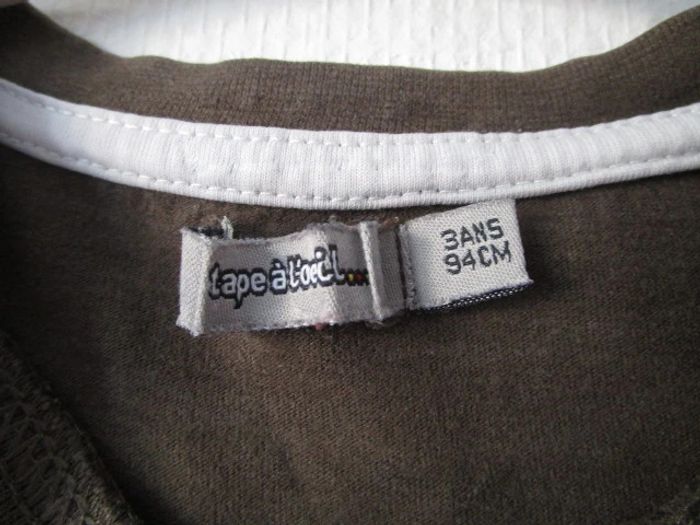 tape à l'oeil...
3ANS
94CM